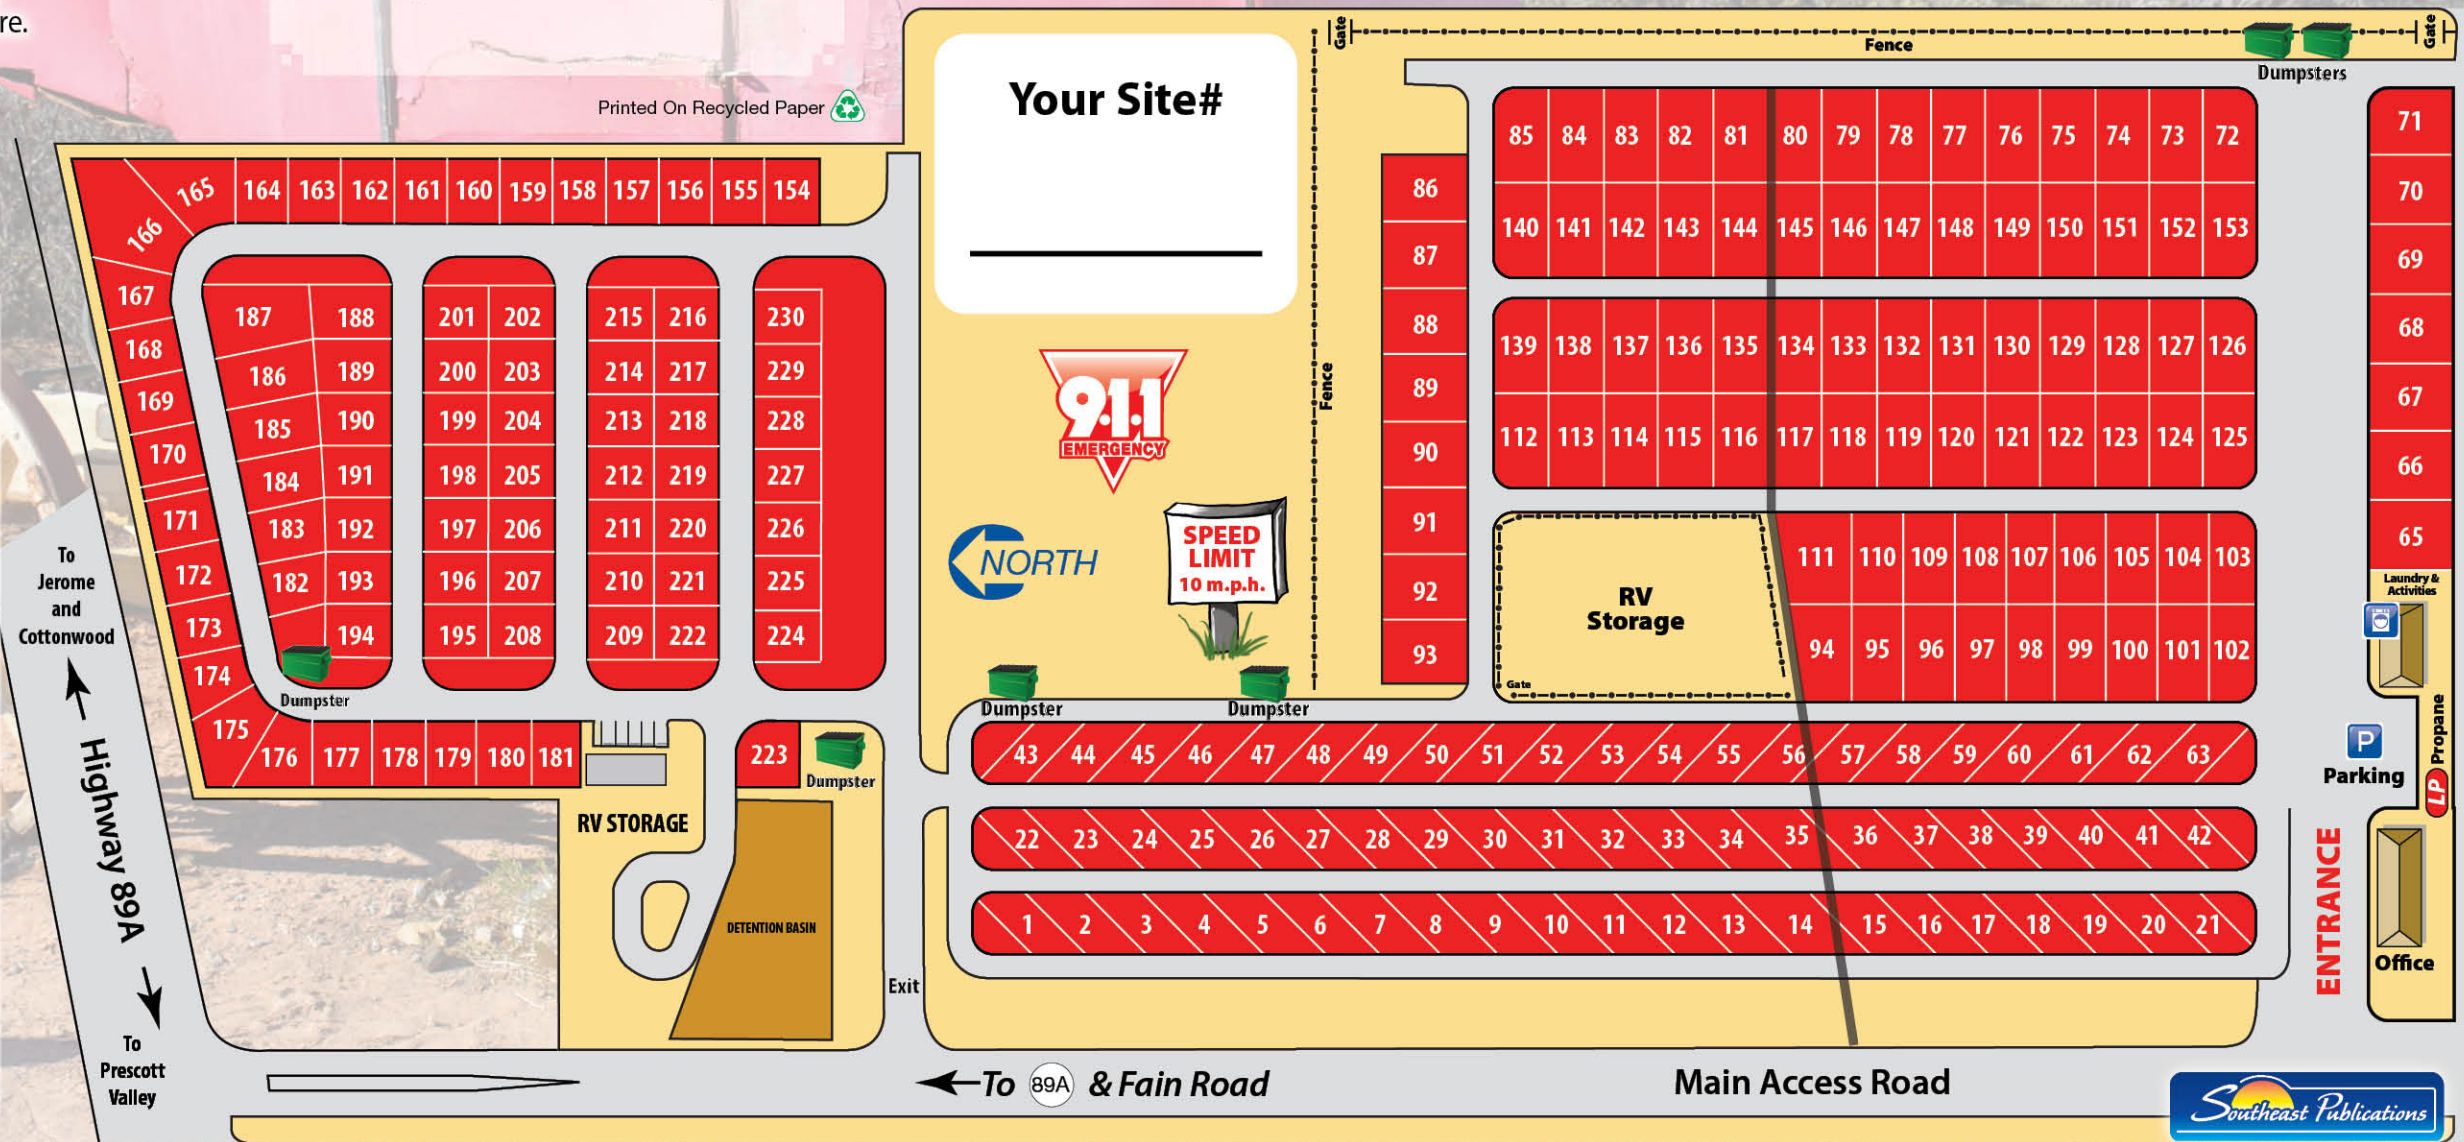 re.
Printed On Recycled Paper
Your Site#
Gate
Fence
Gate
Dumpsters
85 84 83 82 81 80 79 78 77 76 75 74 73 72
140 141 142 143 144 145 146 147 148 149 150 151 152 153
139 138 137 136 135 134 133 132 131 130 129 128 127 126
112 113 114 115 116 117 118 119 120 121 122 123 124 125
111 110 109 108 107 106 105 104 103
94 95 96 97 98 99 100 101 102
RV
Storage
Gate
71
70
69
68
67
66
65
Laundry &
Activities
Propane
LP
P
Parking
ENTRANCE
Office
86
87
88
89
90
91
92
93
Fence
9.1.1
EMERGENCY
NORTH
SPEED
LIMIT
10 m.p.h.
Dumpster
Dumpster
166 165 164 163 162 161 160 159 158 157 156 155 154
167
168
169
170
171
172
173
174
175
176 177 178 179 180 181
187 188
186 189
185 190
184 191
183 192
182 193
194
Dumpster
201 202
200 203
199 204
198 205
197 206
196 207
195 208
215 216
214 217
213 218
212 219
211 220
210 221
209 222
230
229
228
227
226
225
224
223
Dumpster
RV STORAGE
DETENTION BASIN
Exit
43 44 45 46 47 48 49 50 51 52 53 54 55 56 57 58 59 60 61 62 63
22 23 24 25 26 27 28 29 30 31 32 33 34 35 36 37 38 39 40 41 42
1 2 3 4 5 6 7 8 9 10 11 12 13 14 15 16 17 18 19 20 21
To
Jerome
and
Cottonwood
Highway 89A
To
Prescott
Valley
To 89A & Fain Road
Main Access Road
Southeast Publications